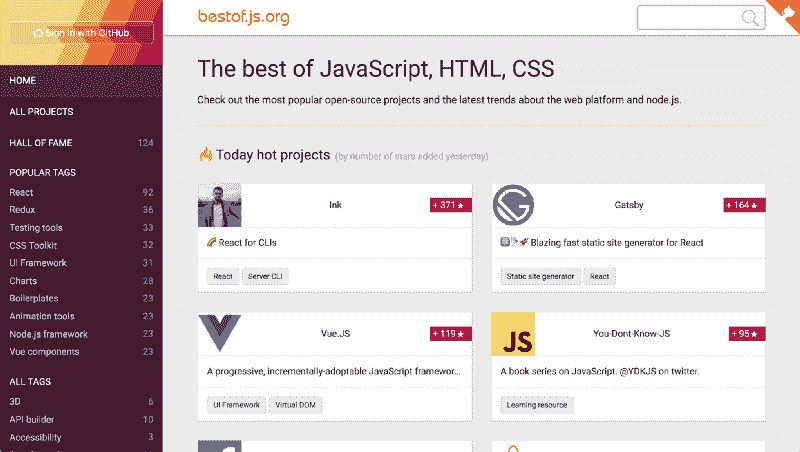 Sign in with GitHub
HOME
ALL PROJECTS
HALL OF FAME 124
POPULAR TAGS
React 92
Redux 36
Testing tools 33
CSS Toolkit 32
UI Framework 31
Charts 28
Boilerplates 23
Animation tools 23
Node.js framework 23
Vue components 23
ALL TAGS
3D 6
API builder 10
Accessibility 3
bestof.js.org
The best of JavaScript, HTML, CSS
Check out the most popular open-source projects and the latest trends about the web platform and node.js.
Today hot projects (by number of stars added yesterday)
Ink + 371
React for CLIs
React Server CLI
Gatsby + 164
Blazing fast static site generator for React
Static site generator React
Vue.JS + 119
A progressive, incrementally-adoptable JavaScript framewor...
UI Framework Virtual DOM
JS You-Dont-Know-JS + 95
A book series on JavaScript. @YDKJS on twitter.
Learning resource